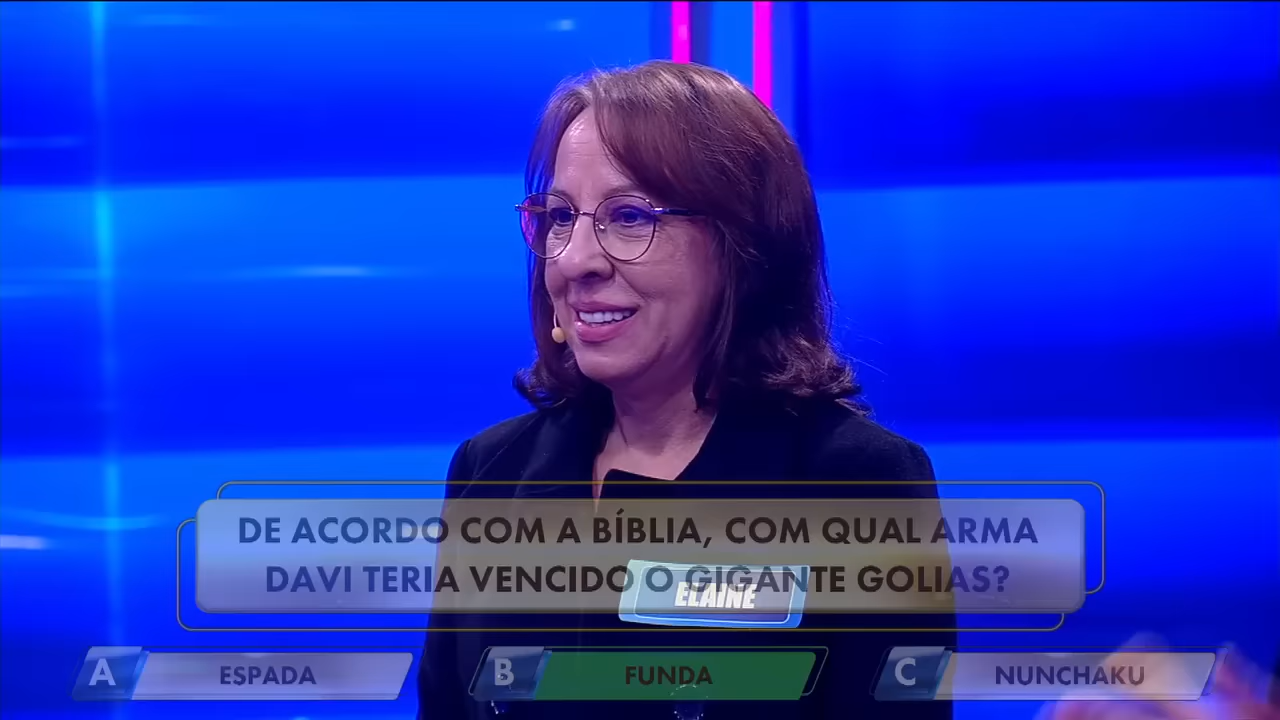 DE ACORDO COM A BÍBLIA, COM QUAL ARMA
DAVI TERIA VENCIDO O GIGANTE GOLIAS?
ELAINE
A ESPADA
B FUNDA
C NUNCHAKU